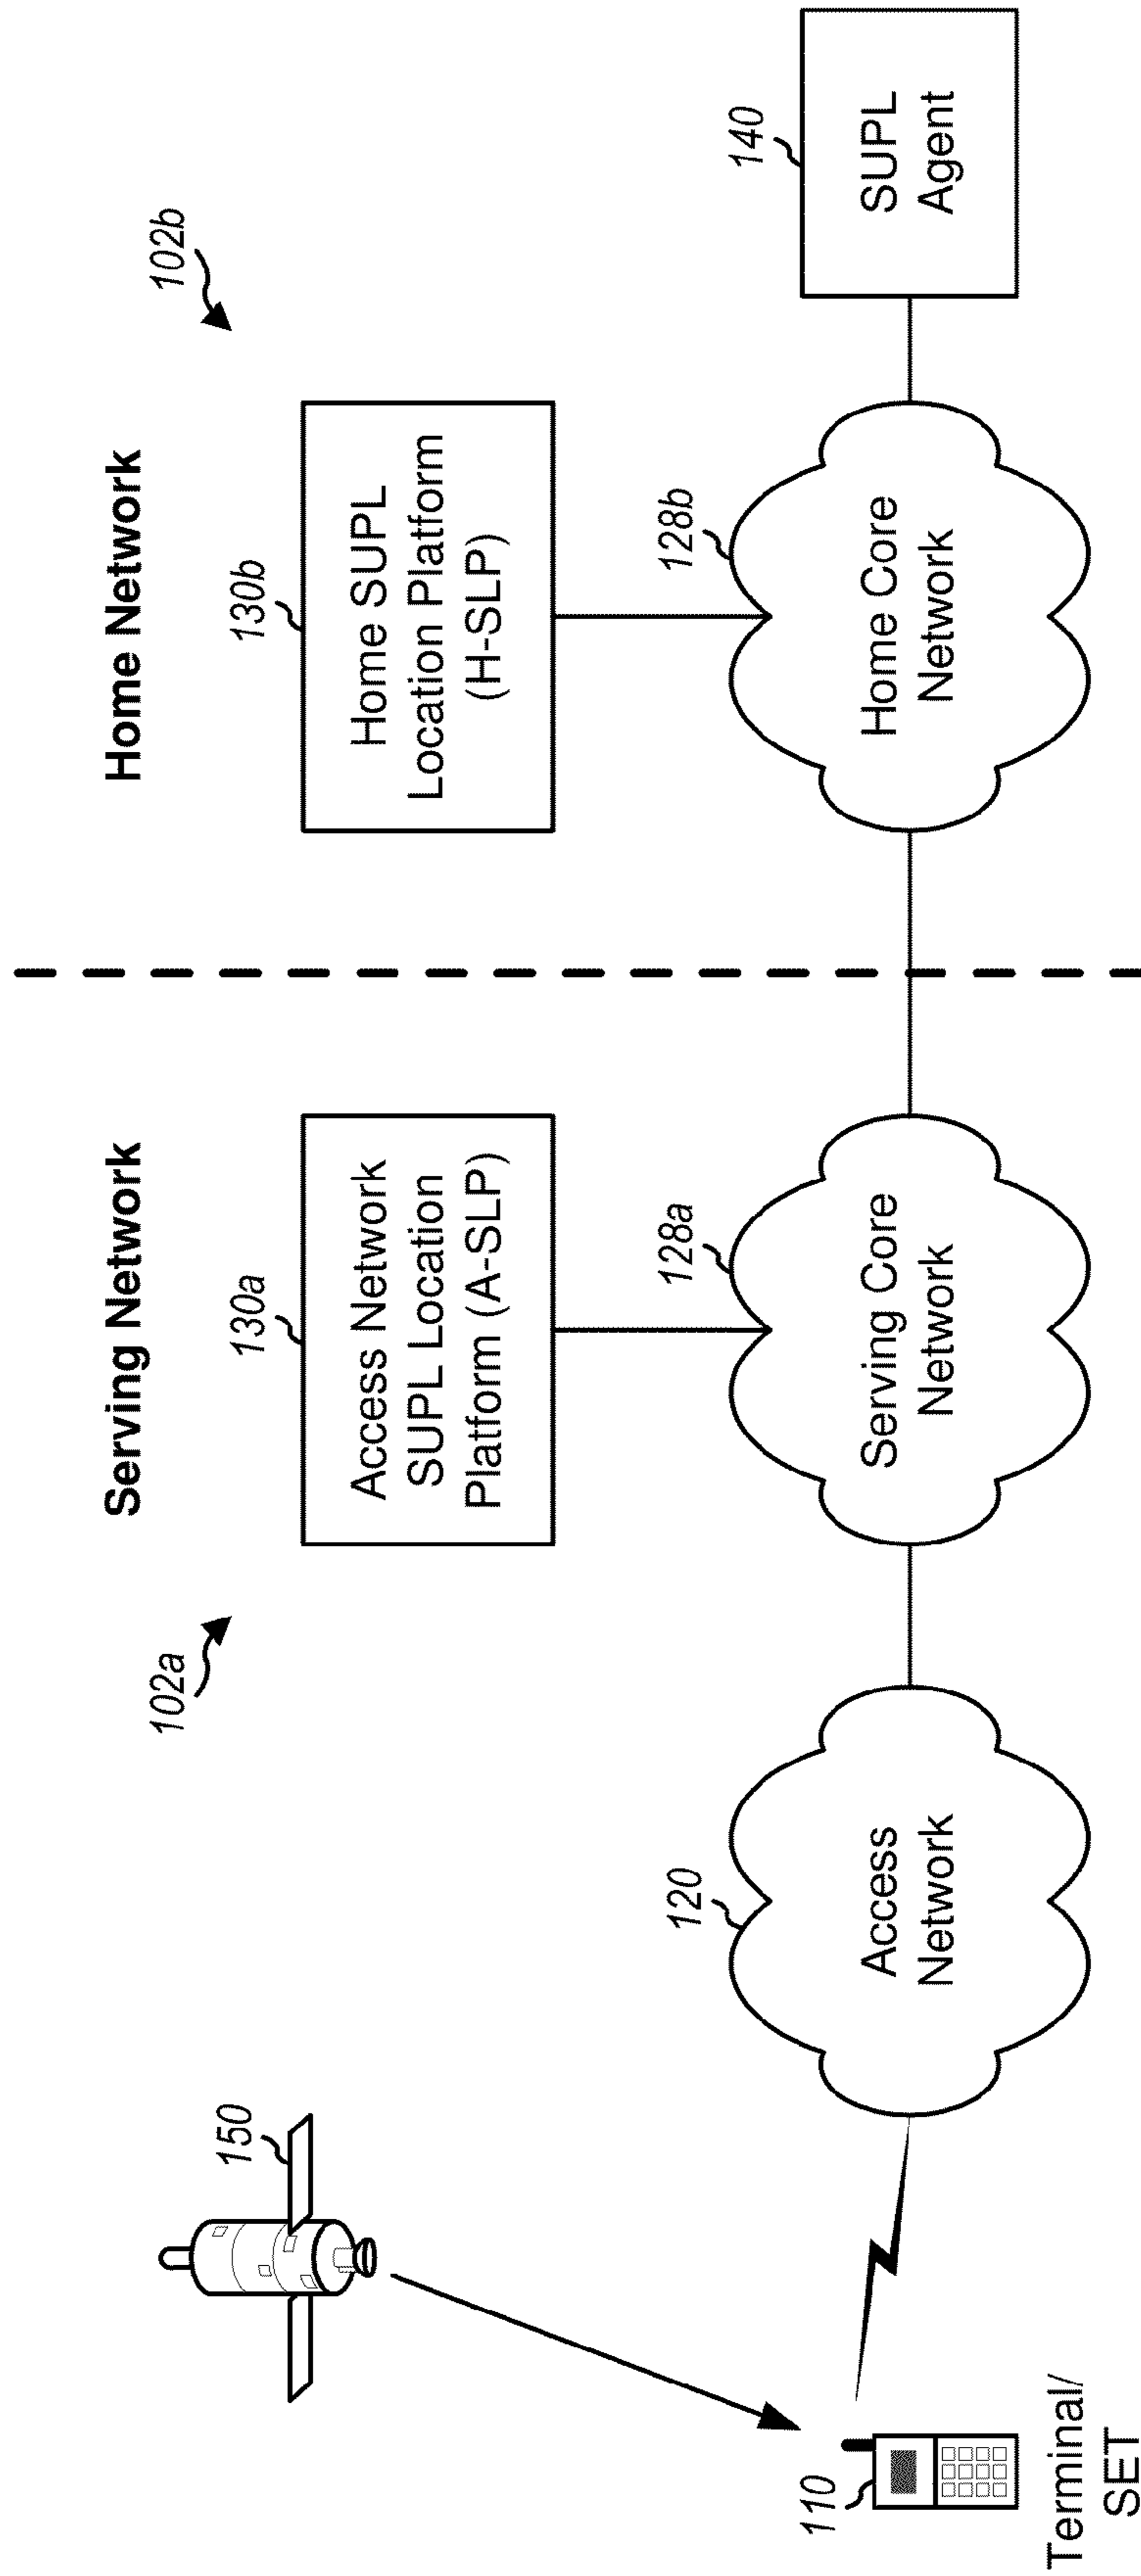 Serving Network
Home Network
102a
102b
150
130a
Access Network
SUPL Location
Platform (A-SLP)
130b
Home SUPL
Location Platform
(H-SLP)
110
Terminal/
SET
120
Access
Network
128a
Serving Core
Network
128b
Home Core
Network
140
SUPL
Agent